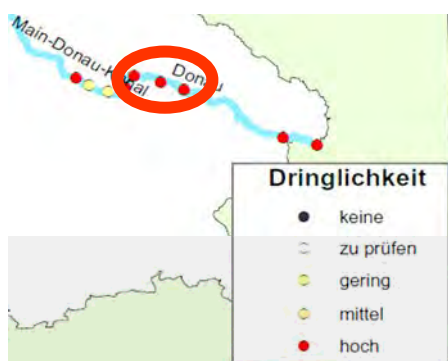 Main-Donau-Kanal
Donau
Dringlichkeit
keine
zu prüfen
gering
mittel
hoch